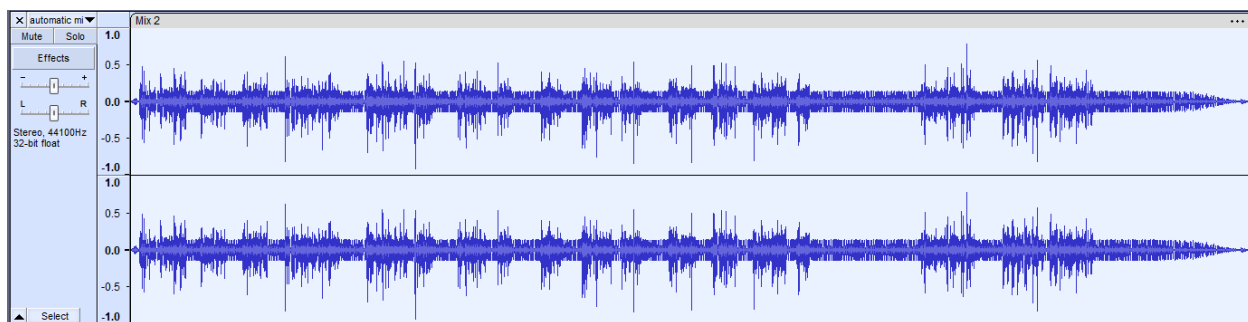 × automatic mi▼ Mix 2 ...
Mute Solo
Effects
- +
L R
Stereo, 44100Hz
32-bit float
Select
1.0
0.5
0.0
-0.5
-1.0
1.0
0.5
0.0
-0.5
-1.0